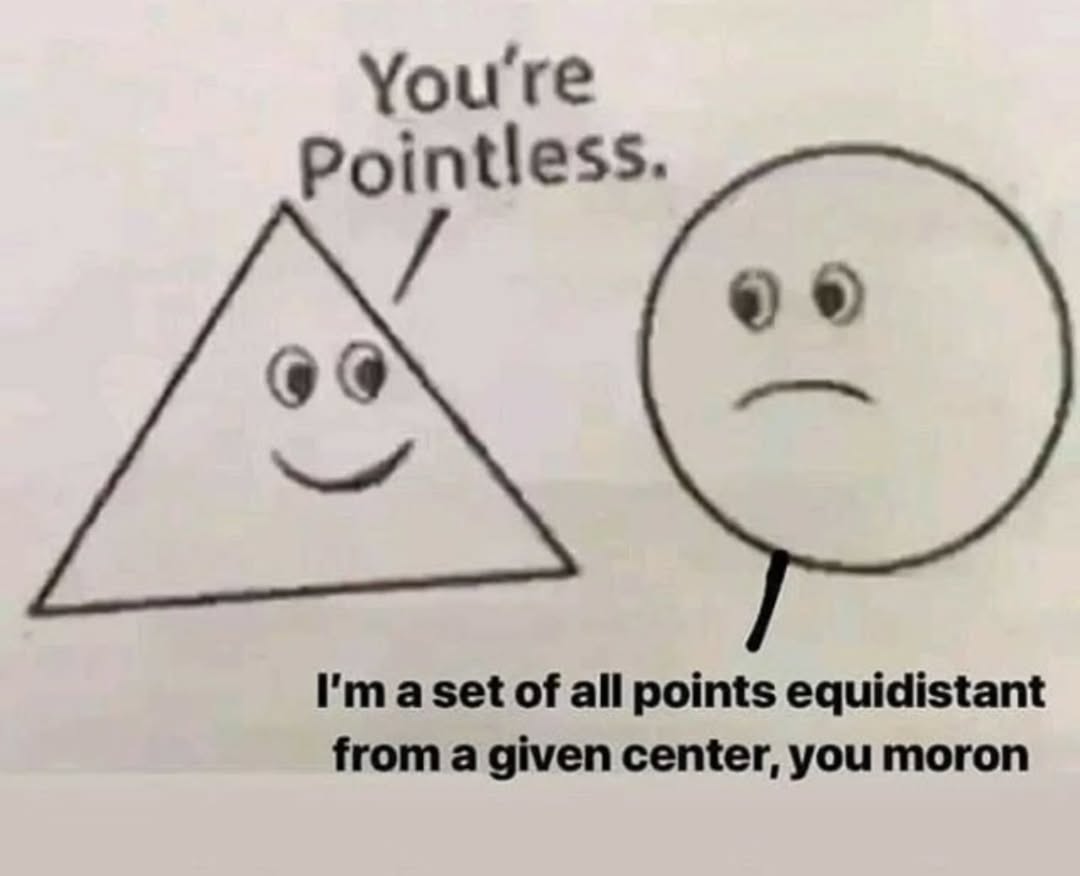 You're
Pointless.
I'm a set of all points equidistant
from a given center, you moron